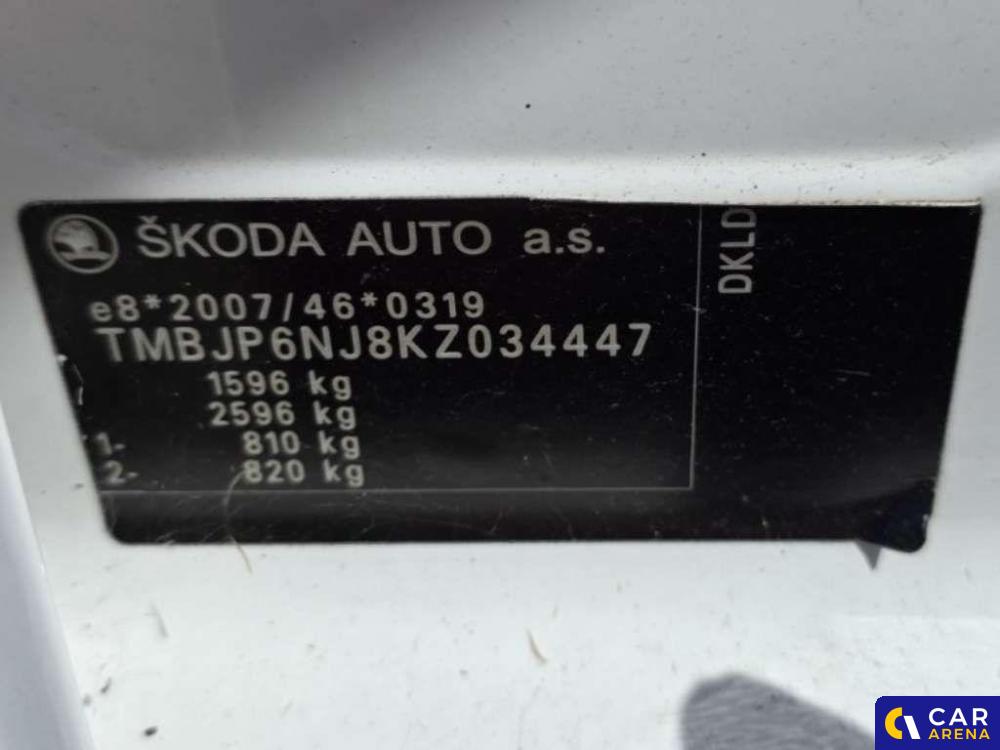 ŠKODA AUTO a.s.
e8*2007/46*0319
TMBJP6NJ8KZ034447
1596 kg
2596 kg
1- 810 kg
2- 820 kg
DKLD
CAR
ARENA